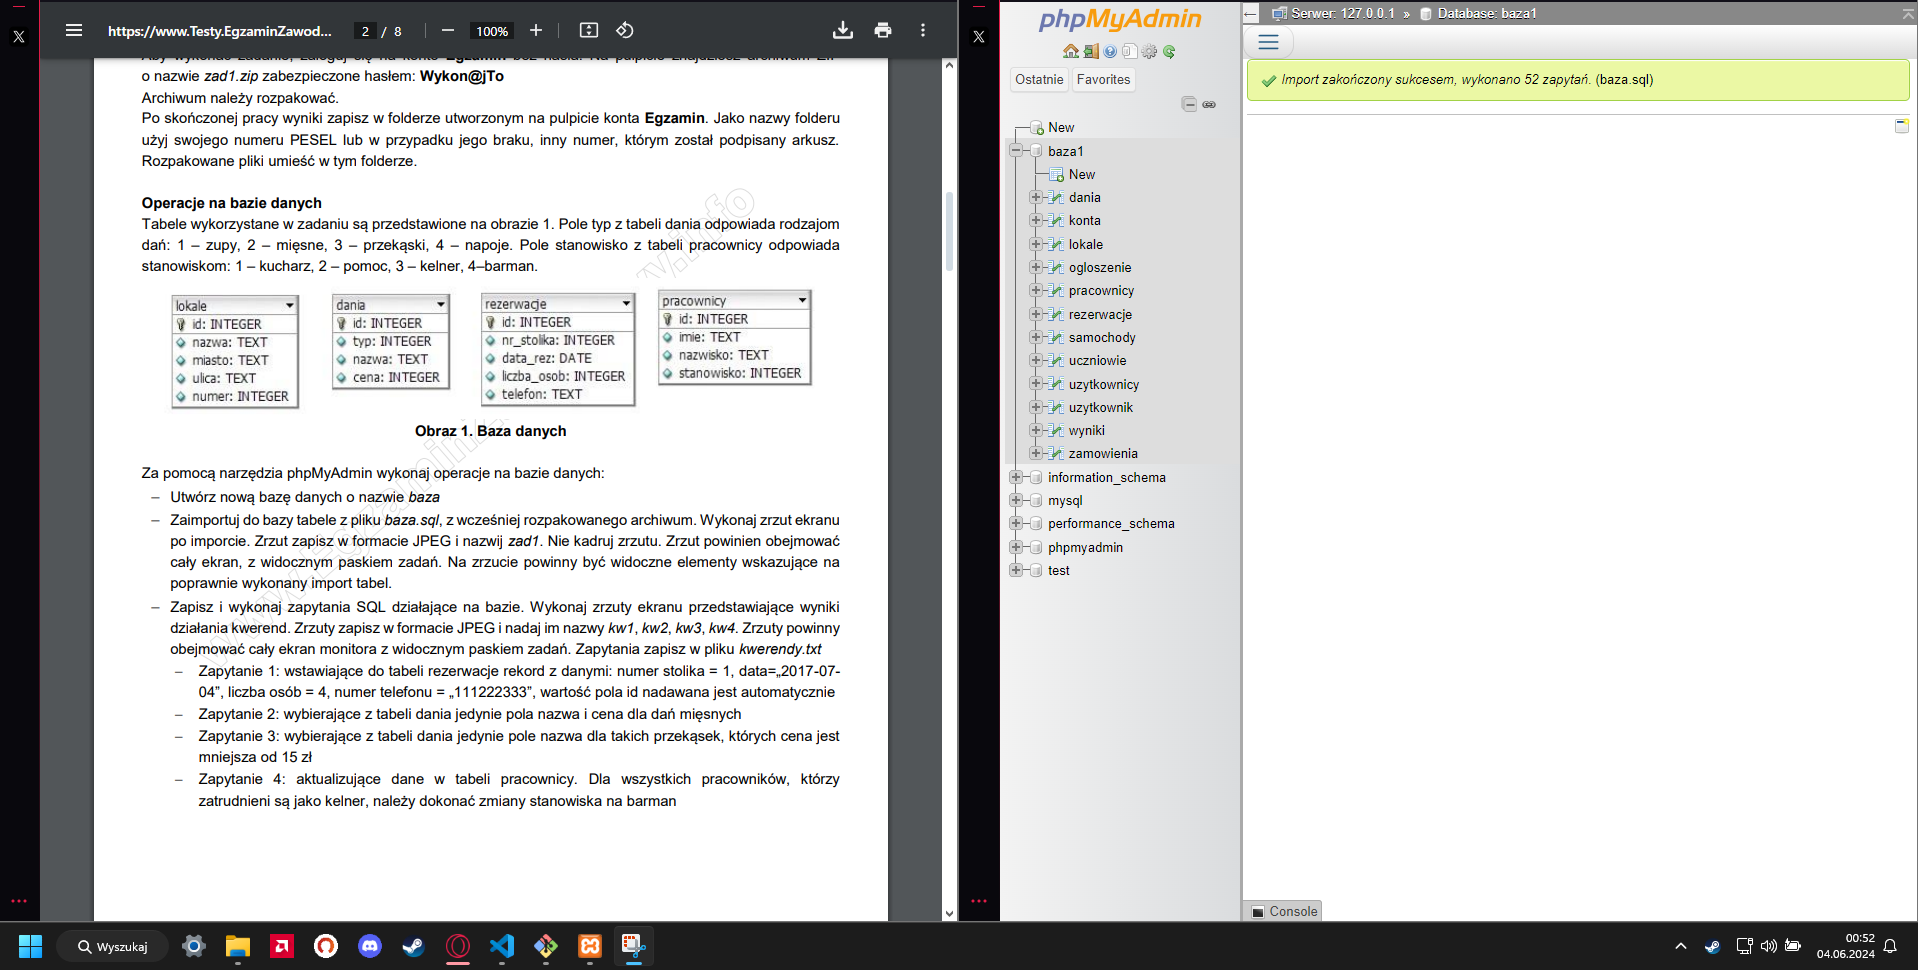 https://www.Testy.EgzaminZawod...
2 / 8
100%
o nazwie zad1.zip zabezpieczone hasłem: Wykon@jTo
Archiwum należy rozpakować.
Po skończonej pracy wyniki zapisz w folderze utworzonym na pulpicie konta Egzamin. Jako nazwy folderu
użyj swojego numeru PESEL lub w przypadku jego braku, inny numer, którym został podpisany arkusz.
Rozpakowane pliki umieść w tym folderze.
Operacje na bazie danych
Tabele wykorzystane w zadaniu są przedstawione na obrazie 1. Pole typ z tabeli dania odpowiada rodzajom
dań: 1 – zupy, 2 – mięsne, 3 – przekąski, 4 – napoje. Pole stanowisko z tabeli pracownicy odpowiada
stanowiskom: 1 – kucharz, 2 – pomoc, 3 – kelner, 4–barman.
lokale
id: INTEGER
nazwa: TEXT
miasto: TEXT
ulica: TEXT
numer: INTEGER
dania
id: INTEGER
typ: INTEGER
nazwa: TEXT
cena: INTEGER
rezerwacje
id: INTEGER
nr_stolika: INTEGER
data_rez: DATE
liczba_osob: INTEGER
telefon: TEXT
pracownicy
id: INTEGER
imie: TEXT
nazwisko: TEXT
stanowisko: INTEGER
Obraz 1. Baza danych
Za pomocą narzędzia phpMyAdmin wykonaj operacje na bazie danych:
– Utwórz nową bazę danych o nazwie baza
– Zaimportuj do bazy tabele z pliku baza.sql, z wcześniej rozpakowanego archiwum. Wykonaj zrzut ekranu
po imporcie. Zrzut zapisz w formacie JPEG i nazwij zad1. Nie kadruj zrzutu. Zrzut powinien obejmować
cały ekran, z widocznym paskiem zadań. Na zrzucie powinny być widoczne elementy wskazujące na
poprawnie wykonany import tabel.
– Zapisz i wykonaj zapytania SQL działające na bazie. Wykonaj zrzuty ekranu przedstawiające wyniki
działania kwerend. Zrzuty zapisz w formacie JPEG i nadaj im nazwy kw1, kw2, kw3, kw4. Zrzuty powinny
obejmować cały ekran monitora z widocznym paskiem zadań. Zapytania zapisz w pliku kwerendy.txt
– Zapytanie 1: wstawiające do tabeli rezerwacje rekord z danymi: numer stolika = 1, data=„2017-07-
04”, liczba osób = 4, numer telefonu = „111222333”, wartość pola id nadawana jest automatycznie
– Zapytanie 2: wybierające z tabeli dania jedynie pola nazwa i cena dla dań mięsnych
– Zapytanie 3: wybierające z tabeli dania jedynie pole nazwa dla takich przekąsek, których cena jest
mniejsza od 15 zł
– Zapytanie 4: aktualizujące dane w tabeli pracownicy. Dla wszystkich pracowników, którzy
zatrudnieni są jako kelner, należy dokonać zmiany stanowiska na barman
phpMyAdmin
Ostatnie Favorites
New
baza1
New
dania
konta
lokale
ogloszenie
pracownicy
rezerwacje
samochody
uczniowie
uzytkownicy
uzytkownik
wyniki
zamowienia
information_schema
mysql
performance_schema
phpmyadmin
test
Serwer: 127.0.0.1 » Database: baza1
Import zakończony sukcesem, wykonano 52 zapytań. (baza.sql)
Console
Wyszukaj
00:52
04.06.2024